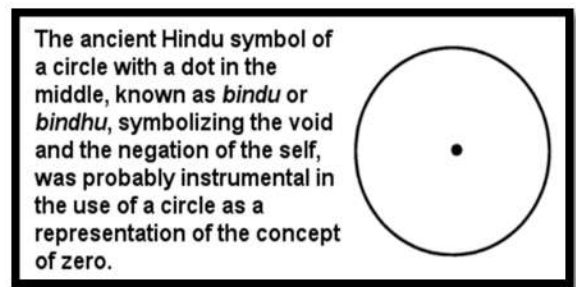 The ancient Hindu symbol of
a circle with a dot in the
middle, known as bindu or
bindhu, symbolizing the void
and the negation of the self,
was probably instrumental in
the use of a circle as a
representation of the concept
of zero.